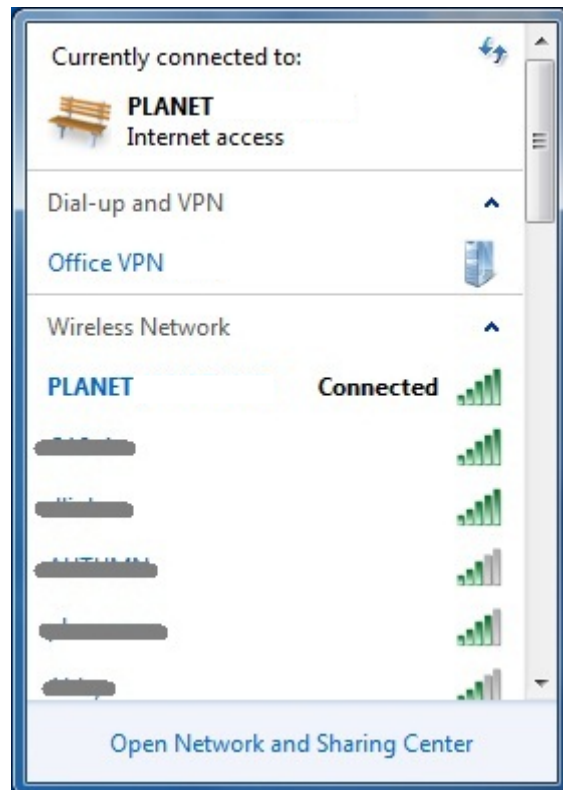 Currently connected to:
PLANET
Internet access
Dial-up and VPN
Office VPN
Wireless Network
PLANET Connected
Open Network and Sharing Center